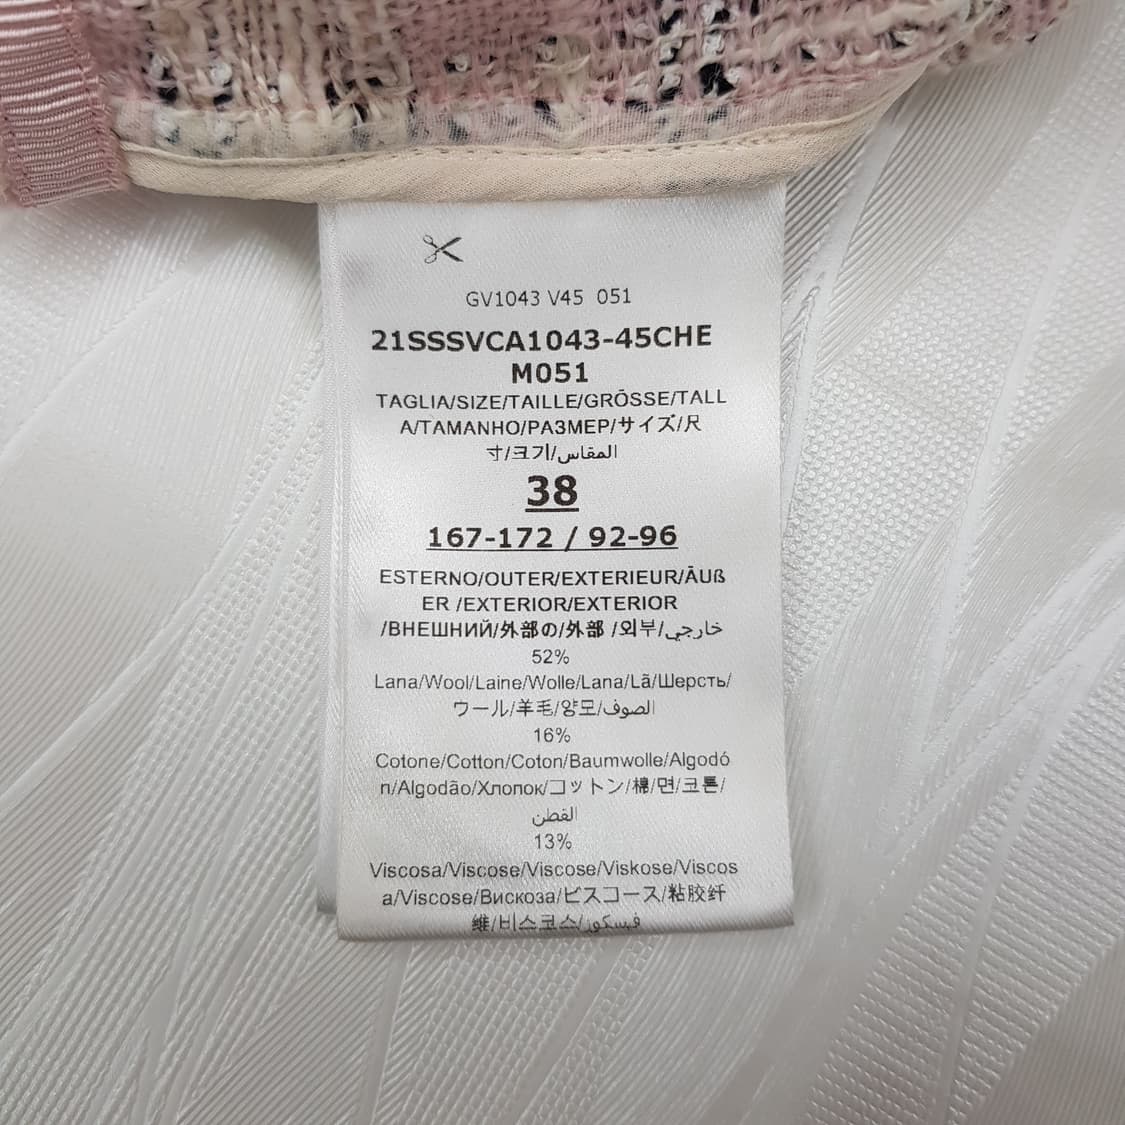 GV1043 V45 051
21SSSVCA1043-45CHE
M051
TAGLIA/SIZE/TAILLE/GRÖSSE/TALL
A/TAMANHO/РАЗМЕР/サイズ/尺
寸/크기/المقاس
38
167-172 / 92-96
ESTERNO/OUTER/EXTERIEUR/ÄUß
ER /EXTERIOR/EXTERIOR
/ВНЕШНИЙ/外部の/外部 /외부/خارجي
52%
Lana/Wool/Laine/Wolle/Lana/Lã/Шерсть/
ウール/羊毛/양모/الصوف
16%
Cotone/Cotton/Coton/Baumwolle/Algodó
n/Algodão/Хлопок/コットン/棉/면/코튼/
القطن
13%
Viscosa/Viscose/Viscose/Viskose/Viscos
a/Viscose/Вискоза/ビスコース/粘胶纤
维/비스코스/فيسكوز